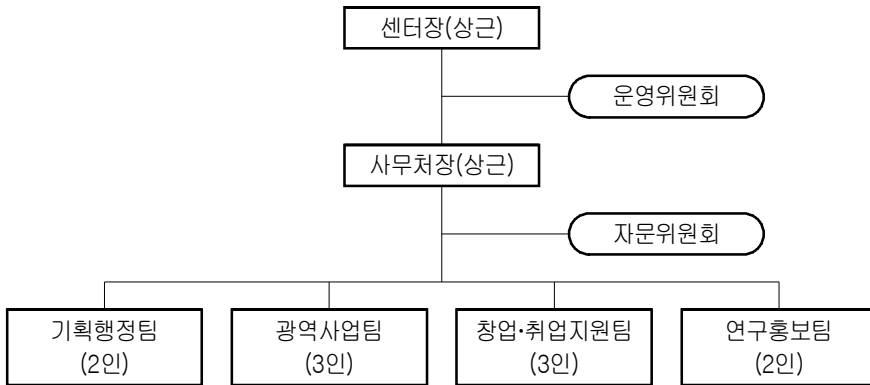 센터장(상근)
운영위원회
사무처장(상근)
자문위원회
기획행정팀
(2인)
광역사업팀
(3인)
창업·취업지원팀
(3인)
연구홍보팀
(2인)